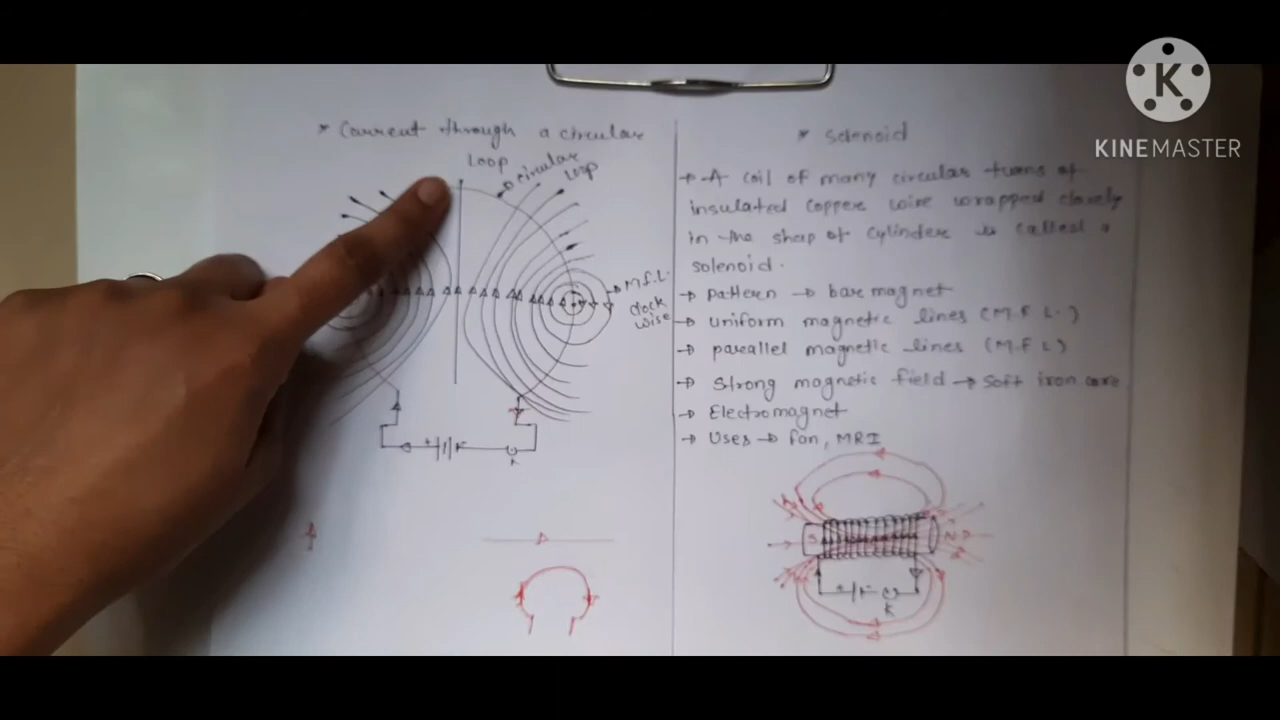 * Current through a circular
Loop
circular
loop
M.F.L.
clock
wise
+
K
* solenoid
→ A coil of many circular turns of
insulated copper wire wrapped closely
in the shap of cylinder is called a
solenoid.
→ pattern → bar magnet
→ uniform magnetic lines (M.F.L.)
→ parallel magnetic lines (M.F.L)
→ Strong magnetic field → soft iron core
→ Electromagnet
→ Uses → fan, MRI
S
N
+
K
K
KINEMASTER